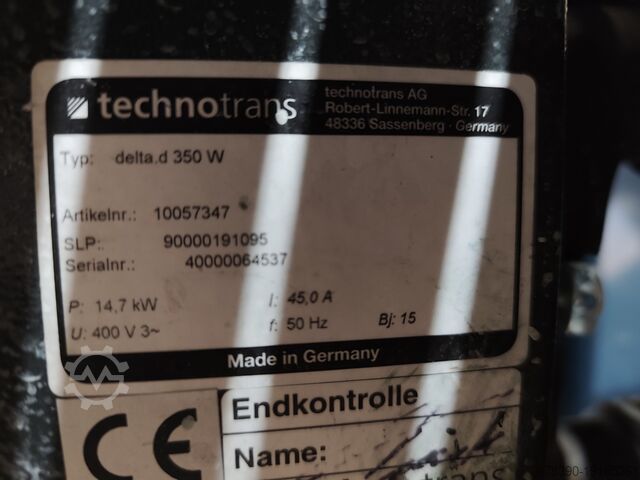 technotrans
technotrans AG
Robert-Linnemann-Str. 17
48336 Sassenberg · Germany
Typ: delta.d 350 W
Artikelnr.: 10057347
SLP: 90000191095
Serialnr.: 40000064537
P: 14,7 kW I: 45,0 A
U: 400 V 3~ f: 50 Hz Bj: 15
Made in Germany
CE
Endkontrolle
Name: